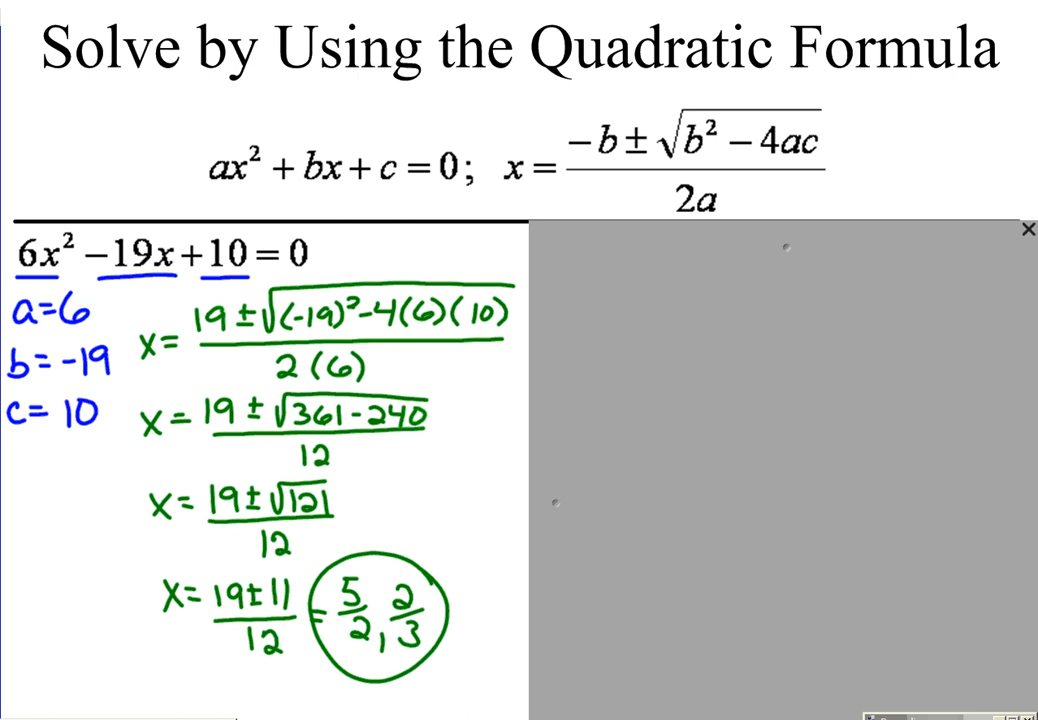 Solve by Using the Quadratic Formula
ax² + bx + c = 0; x = (−b ± √(b² − 4ac)) / 2a
6x² − 19x + 10 = 0
a=6
b=-19
c=10
x= (19 ± √((-19)²-4(6)(10))) / 2(6)
x= (19 ± √(361-240)) / 12
x= (19 ± √121) / 12
x= (19 ± 11) / 12 = 5/2, 2/3